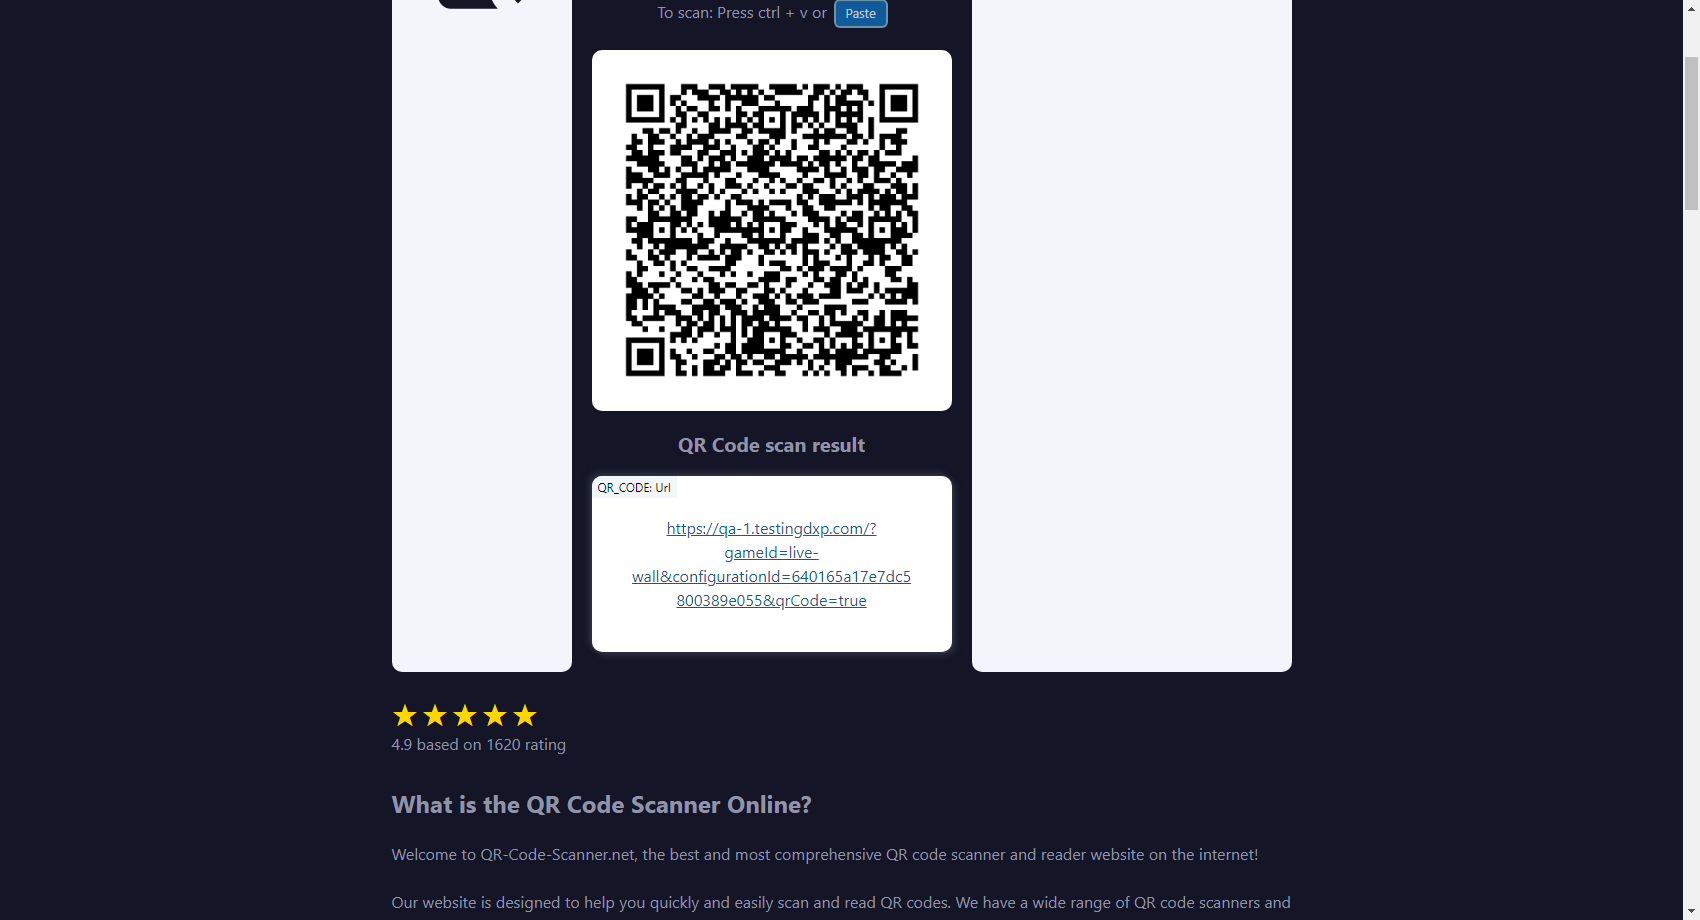 To scan: Press ctrl + v or Paste
QR Code scan result
QR_CODE: Url
https://qa-1.testingdxp.com/?
gameId=live-
wall&configurationId=640165a17e7dc5
800389e055&qrCode=true
4.9 based on 1620 rating
What is the QR Code Scanner Online?
Welcome to QR-Code-Scanner.net, the best and most comprehensive QR code scanner and reader website on the internet!
Our website is designed to help you quickly and easily scan and read QR codes. We have a wide range of QR code scanners and